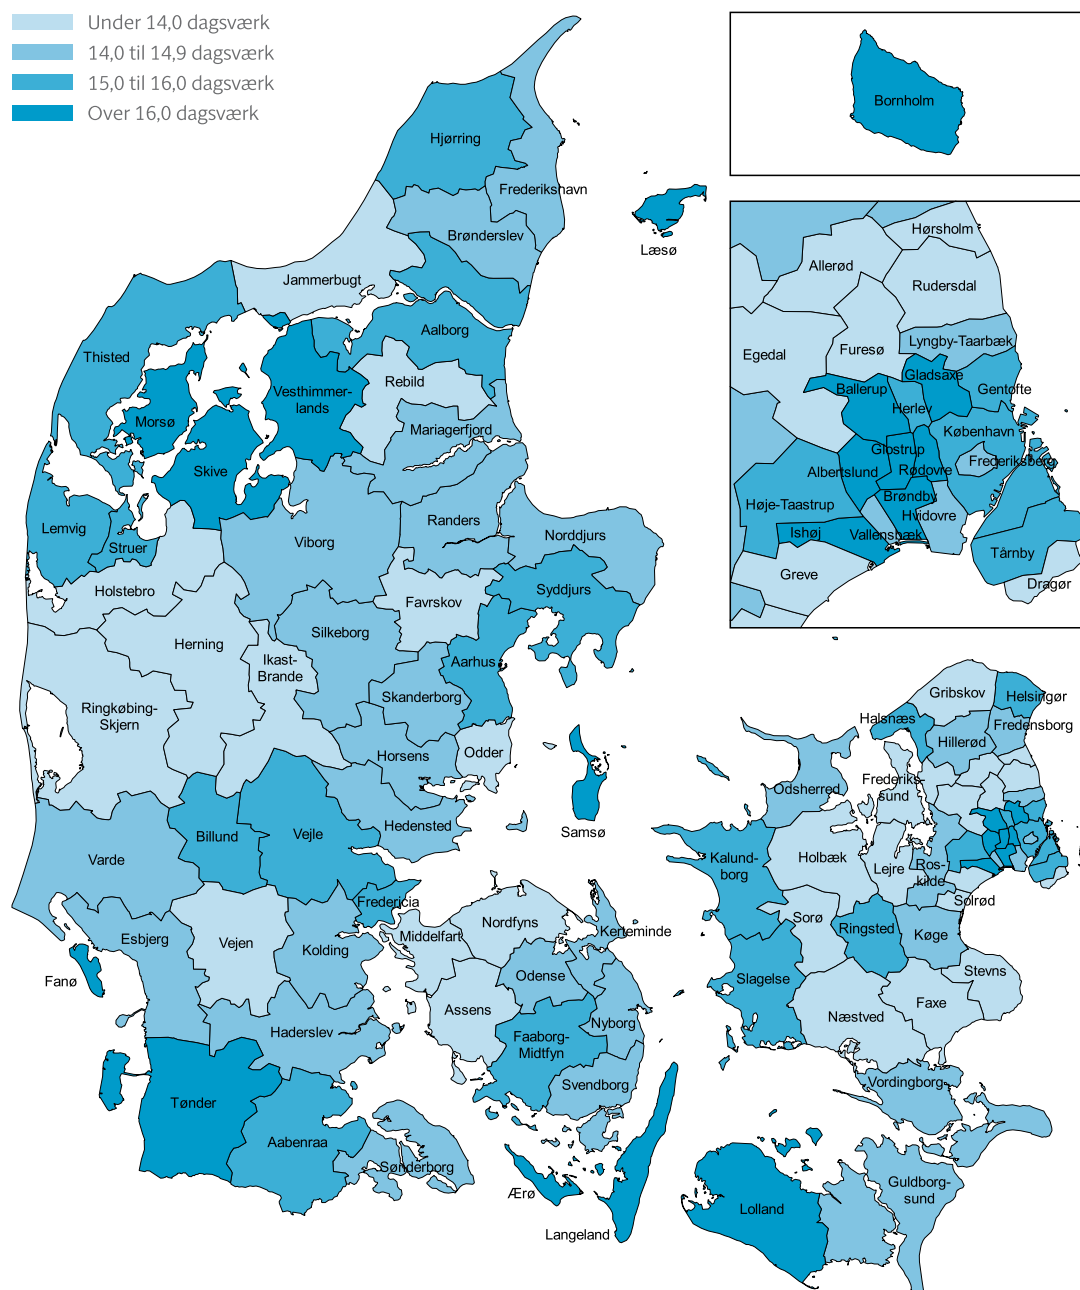 Under 14,0 dagsværk
14,0 til 14,9 dagsværk
15,0 til 16,0 dagsværk
Over 16,0 dagsværk
Bornholm
Hjørring
Frederikshavn
Læsø
Brønderslev
Jammerbugt
Aalborg
Thisted
Rebild
Vesthimmer-
lands
Morsø
Mariagerfjord
Skive
Lemvig
Struer
Viborg
Randers
Norddjurs
Holstebro
Favrskov
Syddjurs
Silkeborg
Herning
Ikast-
Brande
Aarhus
Skanderborg
Ringkøbing-
Skjern
Horsens
Odder
Samsø
Hedensted
Billund
Vejle
Varde
Fredericia
Esbjerg
Vejen
Kolding
Fanø
Haderslev
Tønder
Aabenraa
Sønderborg
Hørsholm
Allerød
Rudersdal
Egedal
Furesø
Lyngby-Taarbæk
Gladsaxe
Ballerup
Gentofte
Herlev
København
Glostrup
Frederiksberg
Albertslund
Rødovre
Brøndby
Høje-Taastrup
Hvidovre
Ishøj
Vallensbæk
Tårnby
Greve
Dragør
Gribskov
Helsingør
Halsnæs
Fredensborg
Hillerød
Frederiks-
sund
Odsherred
Kalund-
borg
Holbæk
Lejre
Ros-
kilde
Solrød
Sorø
Ringsted
Køge
Slagelse
Stevns
Faxe
Næstved
Vordingborg
Guldborg-
sund
Lolland
Nordfyns
Middelfart
Kerteminde
Odense
Assens
Nyborg
Faaborg-
Midtfyn
Svendborg
Ærø
Langeland